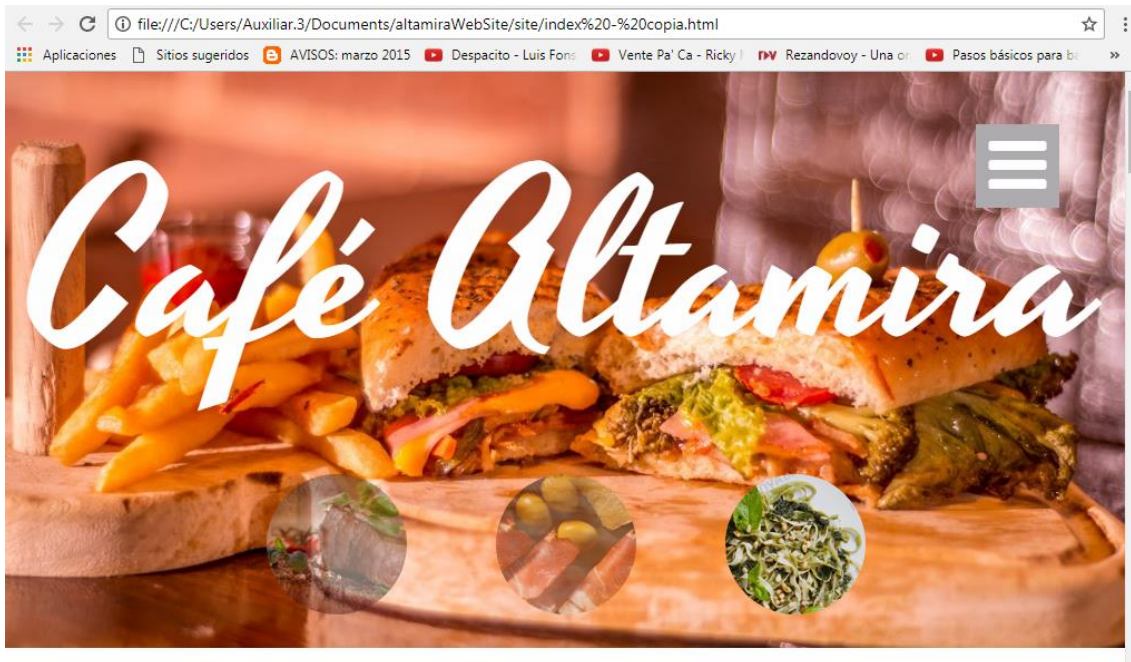 file:///C:/Users/Auxiliar.3/Documents/altamiraWebSite/site/index%20-%20copia.html
Aplicaciones Sitios sugeridos AVISOS: marzo 2015 Despacito - Luis Fons Vente Pa' Ca - Ricky Rezandovoy - Una or Pasos básicos para ba »
Café Altamira